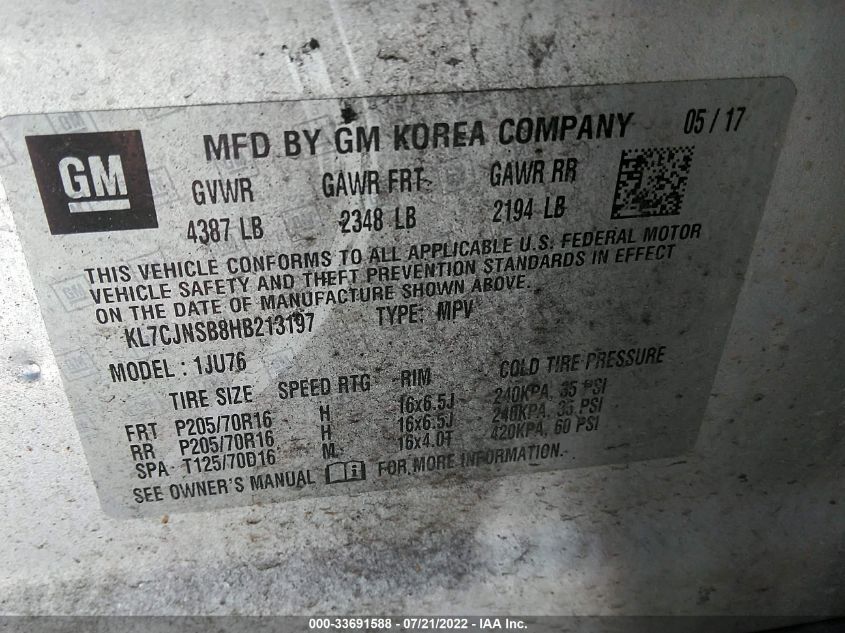 GM
MFD BY GM KOREA COMPANY 05 / 17
GVWR GAWR FRT GAWR RR
4387 LB 2348 LB 2194 LB
THIS VEHICLE CONFORMS TO ALL APPLICABLE U.S. FEDERAL MOTOR
VEHICLE SAFETY AND THEFT PREVENTION STANDARDS IN EFFECT
ON THE DATE OF MANUFACTURE SHOWN ABOVE.
KL7CJNSB8HB213197 TYPE: MPV
MODEL : 1JU76
TIRE SIZE SPEED RTG RIM COLD TIRE PRESSURE
FRT P205/70R16 H 16x6.5J 240KPA, 35 PSI
RR P205/70R16 H 16x6.5J 240KPA, 35 PSI
SPA T125/70D16 M 16x4.0T 420KPA, 60 PSI
SEE OWNER'S MANUAL FOR MORE INFORMATION.
000-33691588 - 07/21/2022 - IAA Inc.